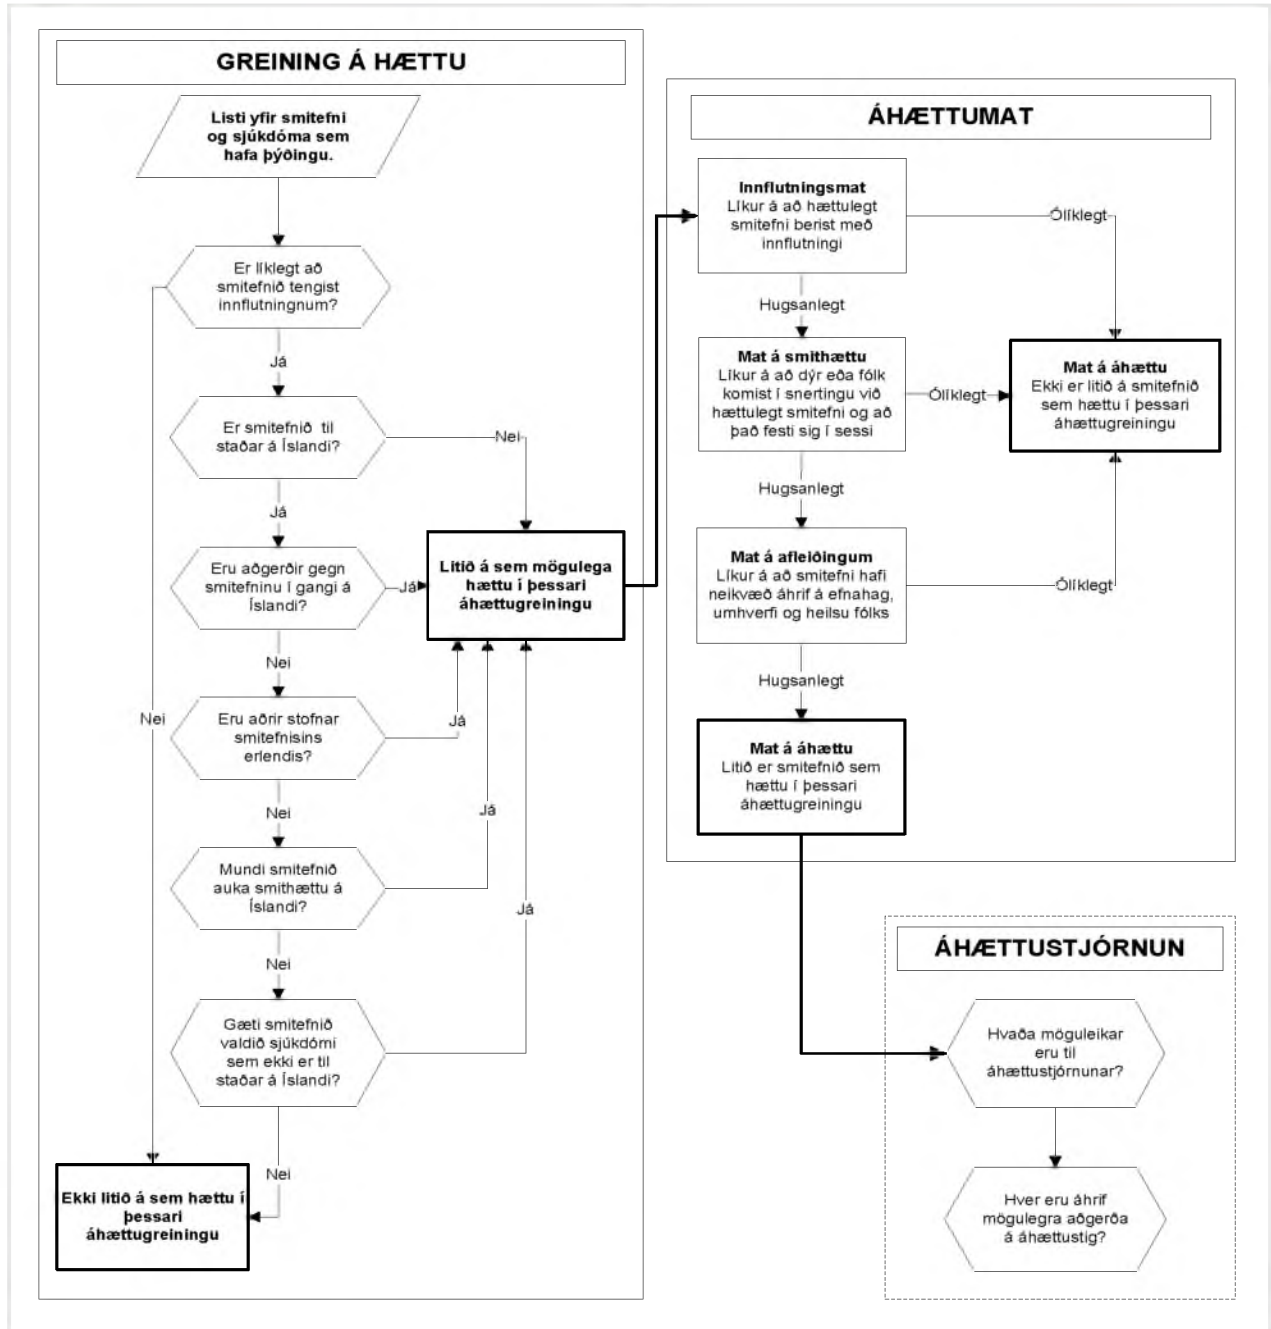 GREINING Á HÆTTU
Listi yfir smitefni
og sjúkdóma sem
hafa þýðingu.
Er líklegt að
smitefnið tengist
innflutningnum?
Já
Er smitefnið til
staðar á Íslandi?
Nei
Já
Eru aðgerðir gegn
smitefninu í gangi á
Íslandi?
Já
Litið á sem mögulega
hættu í þessari
áhættugreiningu
Nei
Eru aðrir stofnar
smitefnisins
erlendis?
Já
Nei
Nei
Mundi smitefnið
auka smithættu á
Íslandi?
Já
Nei
Gæti smitefnið
valdið sjúkdómi
sem ekki er til
staðar á Íslandi?
Já
Nei
Ekki litið á sem hættu í
þessari
áhættugreiningu
ÁHÆTTUMAT
Innflutningsmat
Líkur á að hættulegt
smitefni berist með
innflutningi
Ólíklegt
Hugsanlegt
Mat á smithættu
Líkur á að dýr eða fólk
komist í snertingu við
hættulegt smitefni og að
það festi sig í sessi
Ólíklegt
Mat á áhættu
Ekki er litið á smitefnið
sem hættu í þessari
áhættugreiningu
Hugsanlegt
Mat á afleiðingum
Líkur á að smitefni hafi
neikvæð áhrif á efnahag,
umhverfi og heilsu fólks
Ólíklegt
Hugsanlegt
Mat á áhættu
Litið er smitefnið sem
hættu í þessari
áhættugreiningu
ÁHÆTTUSTJÓRNUN
Hvaða möguleikar
eru til
áhættustjórnunar?
Hver eru áhrif
mögulegra aðgerða
á áhættustig?